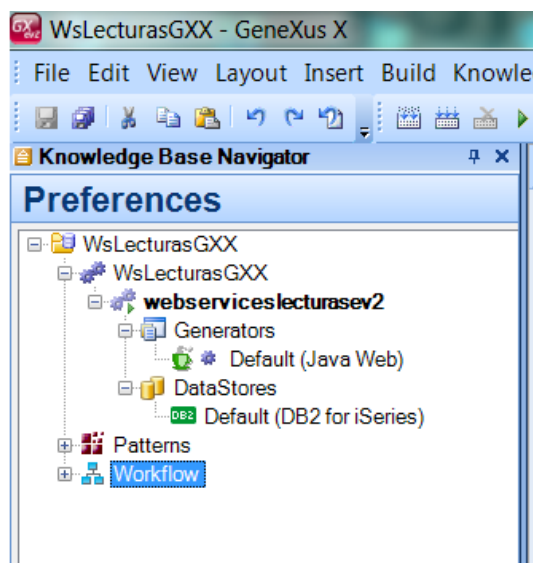 WsLecturasGXX - GeneXus X
File Edit View Layout Insert Build Knowle
Knowledge Base Navigator
Preferences
WsLecturasGXX
WsLecturasGXX
webserviceslecturasev2
Generators
Default (Java Web)
DataStores
DB2 Default (DB2 for iSeries)
Patterns
Workflow